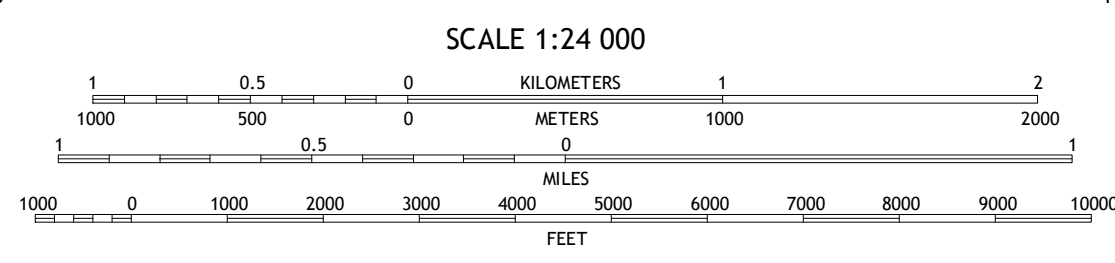 SCALE 1:24 000
1 0.5 0 KILOMETERS 1 2
1000 500 0 METERS 1000 2000
1 0.5 0 1
MILES
1000 0 1000 2000 3000 4000 5000 6000 7000 8000 9000 10000
FEET